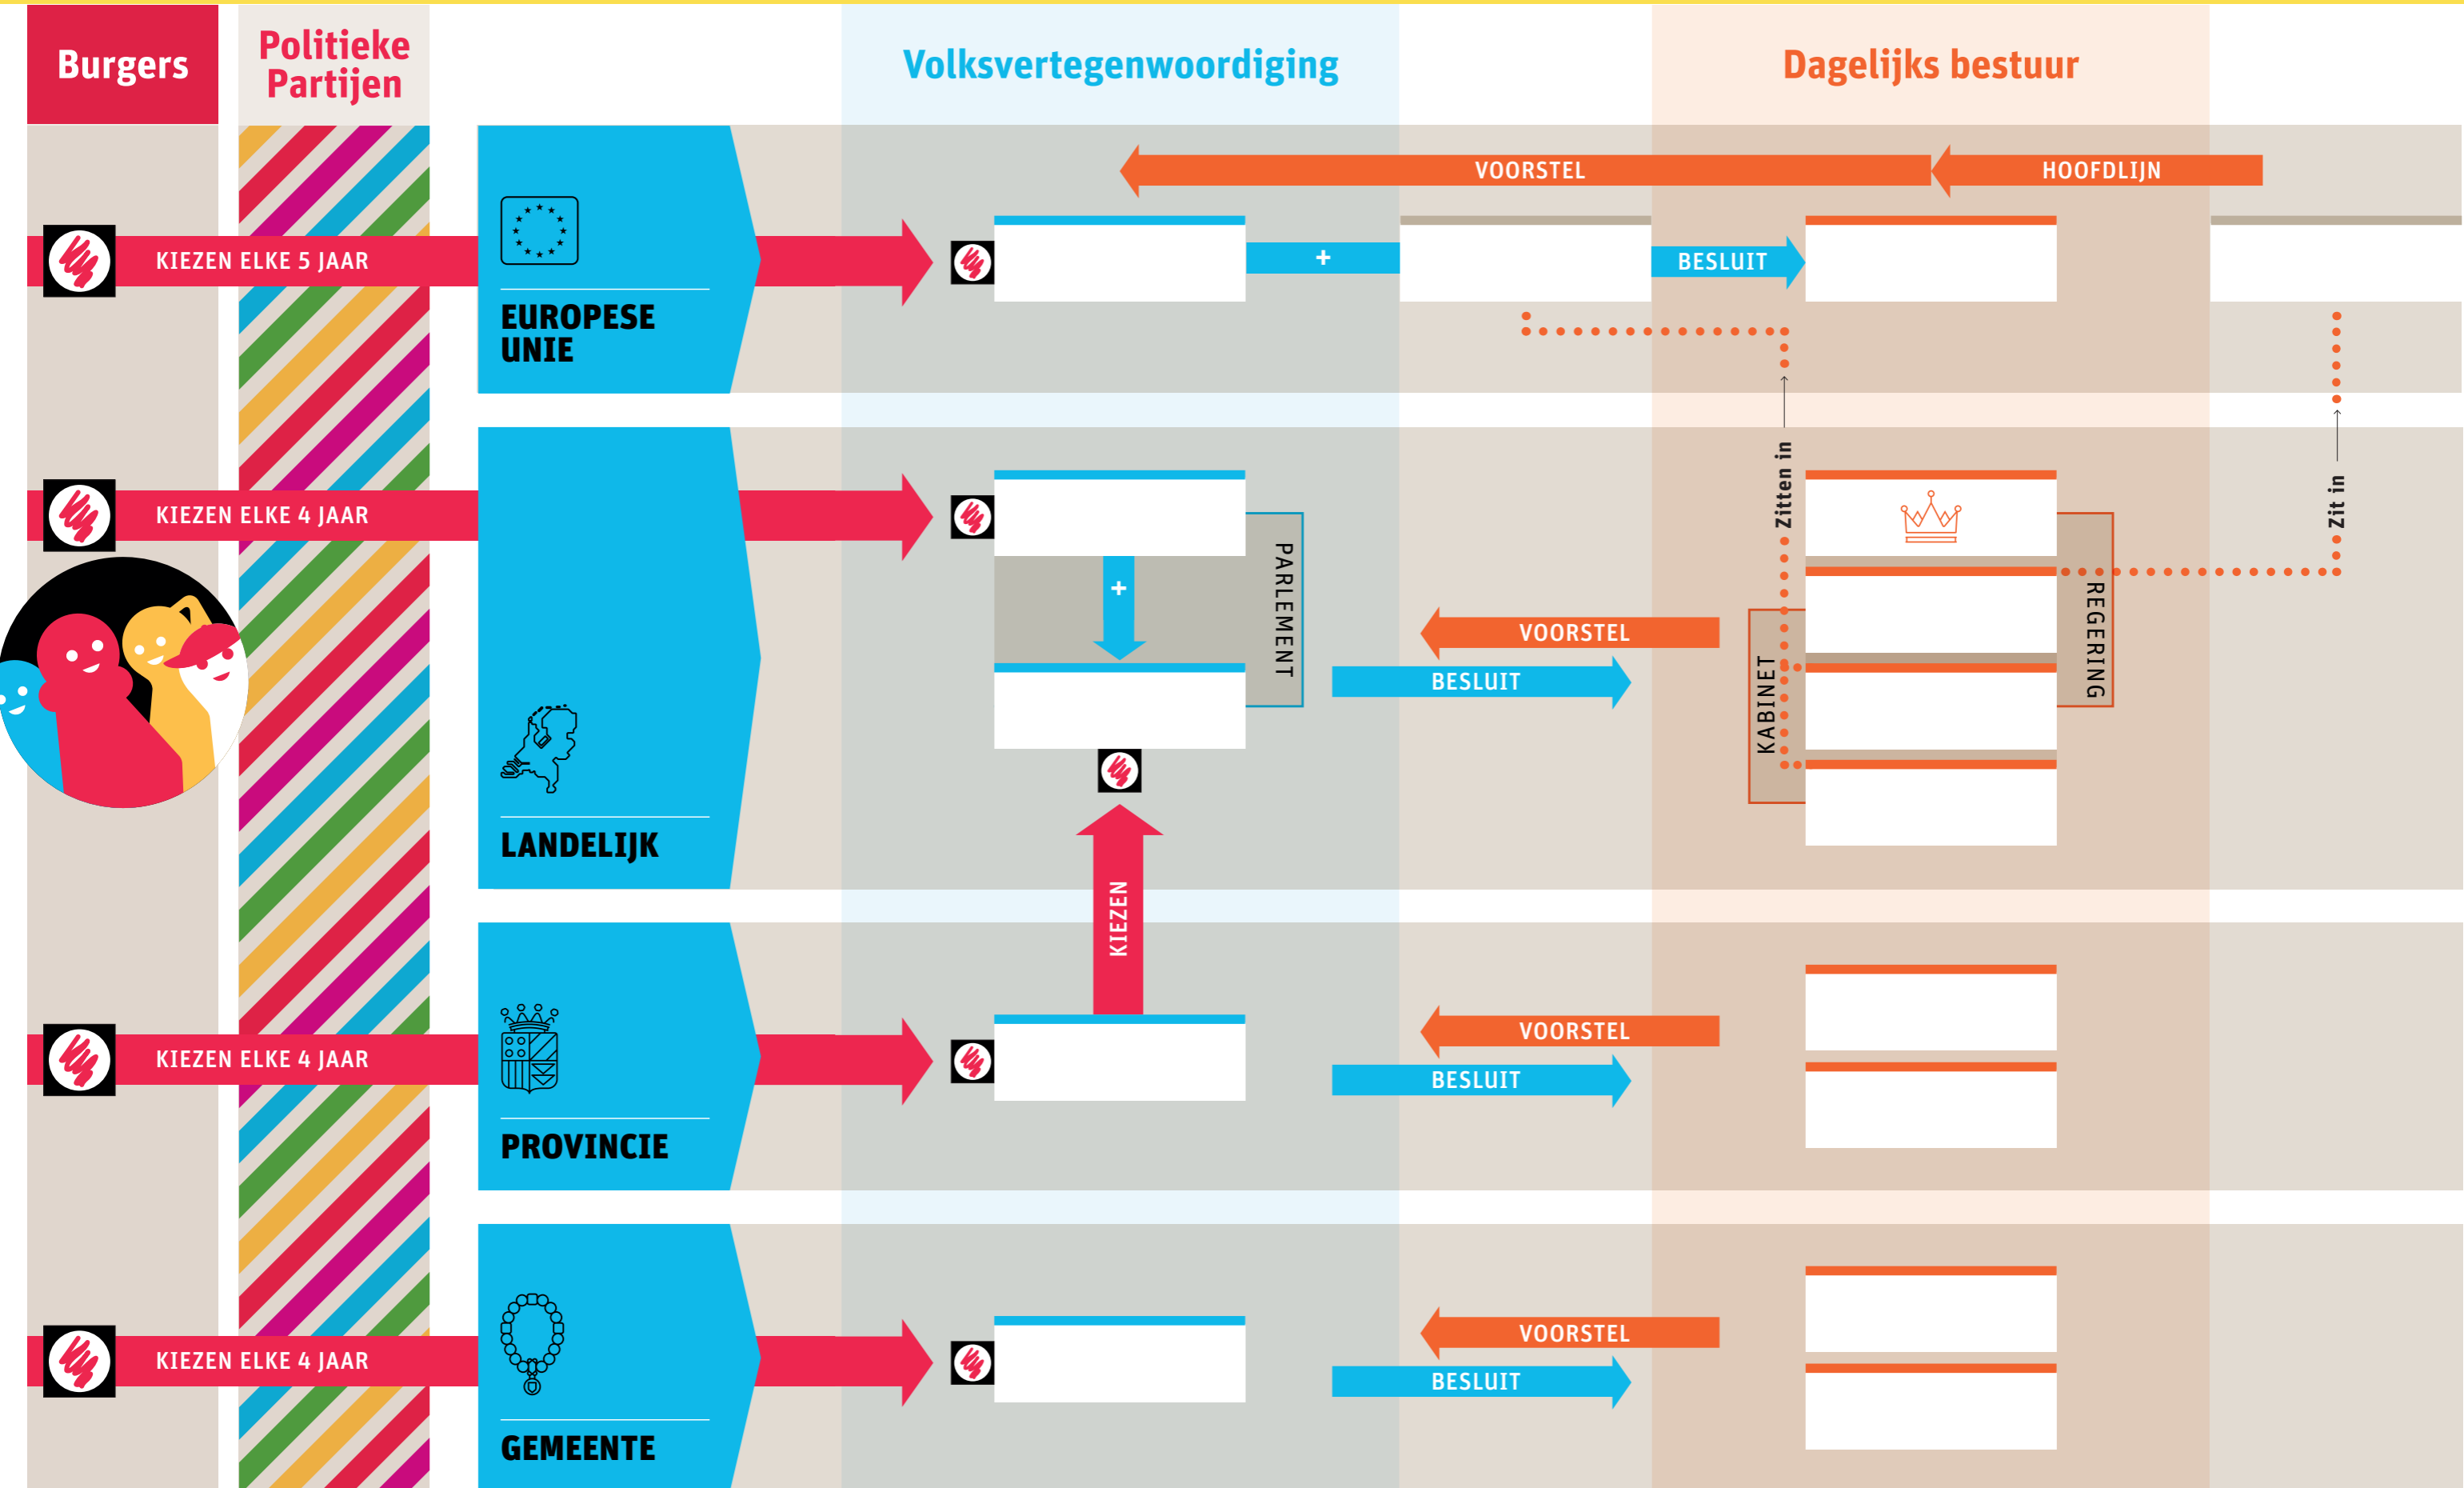 Burgers
Politieke
Partijen
Volksvertegenwoordiging
Dagelijks bestuur
VOORSTEL
HOOFDLIJN
KIEZEN ELKE 5 JAAR
+
BESLUIT
EUROPESE
UNIE
Zitten in
Zit in
KIEZEN ELKE 4 JAAR
PARLEMENT
+
VOORSTEL
BESLUIT
KABINET
REGERING
LANDELIJK
KIEZEN
KIEZEN ELKE 4 JAAR
VOORSTEL
BESLUIT
PROVINCIE
KIEZEN ELKE 4 JAAR
VOORSTEL
BESLUIT
GEMEENTE